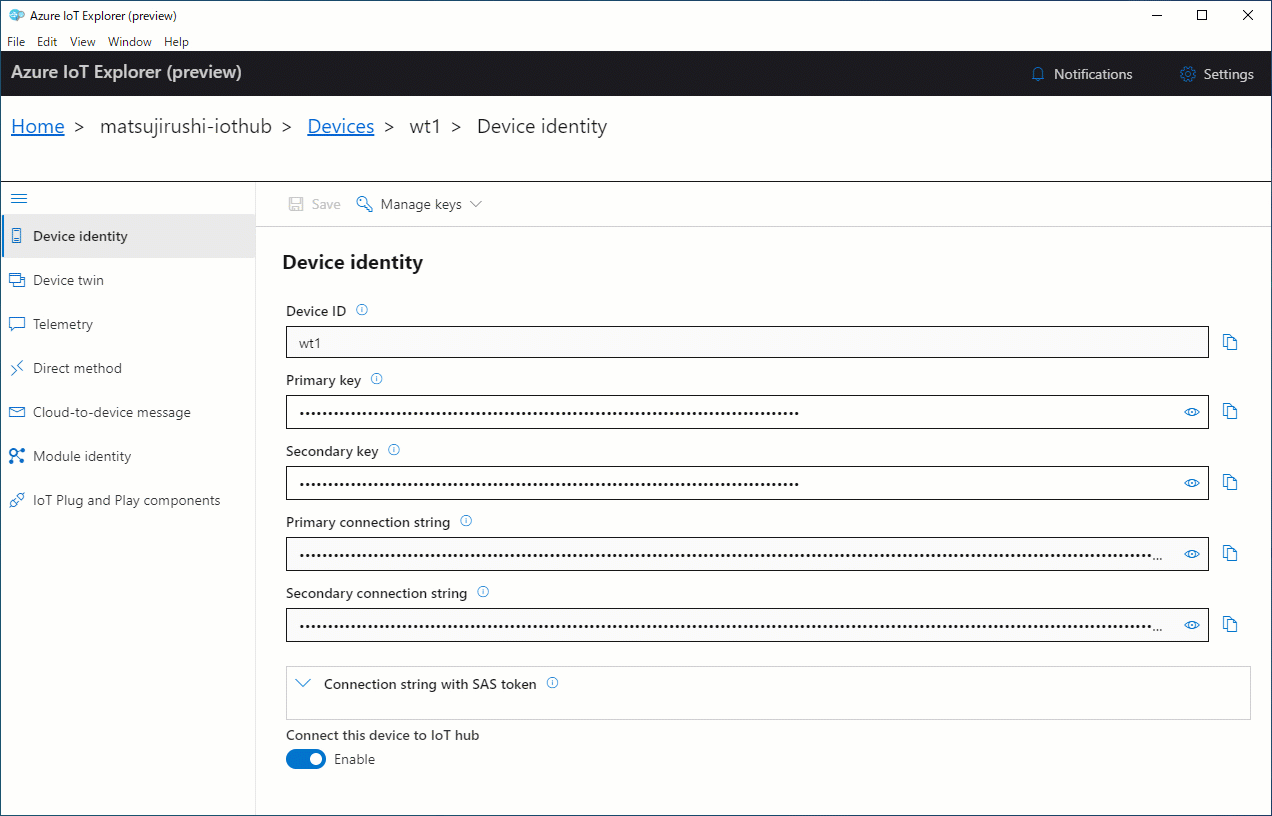 Azure IoT Explorer (preview)
File Edit View Window Help
Azure IoT Explorer (preview) Notifications Settings
Home > matsujirushi-iothub > Devices > wt1 > Device identity
Save Manage keys
Device identity
Device twin
Telemetry
Direct method
Cloud-to-device message
Module identity
IoT Plug and Play components
Device identity
Device ID
wt1
Primary key
Secondary key
Primary connection string
Secondary connection string
Connection string with SAS token
Connect this device to IoT hub
Enable